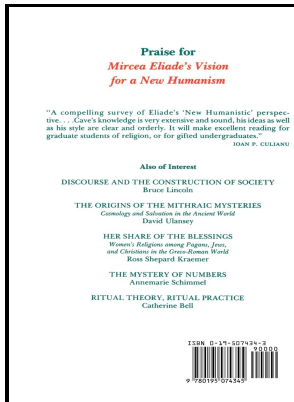 Praise for
Mircea Eliade's Vision
for a New Humanism
"A compelling survey of Eliade's 'New Humanistic' perspec-
tive. . . .Cave's knowledge is very extensive and sound, his ideas as well
as his style are clear and orderly. It will make excellent reading for
graduate students of religion, or for gifted undergraduates."
IOAN P. CULIANU
Also of Interest
DISCOURSE AND THE CONSTRUCTION OF SOCIETY
Bruce Lincoln
THE ORIGINS OF THE MITHRAIC MYSTERIES
Cosmology and Salvation in the Ancient World
David Ulansey
HER SHARE OF THE BLESSINGS
Women's Religions among Pagans, Jews,
and Christians in the Greco-Roman World
Ross Shepard Kraemer
THE MYSTERY OF NUMBERS
Annemarie Schimmel
RITUAL THEORY, RITUAL PRACTICE
Catherine Bell
ISBN 0-19-507434-3
90000
9 780195 074345